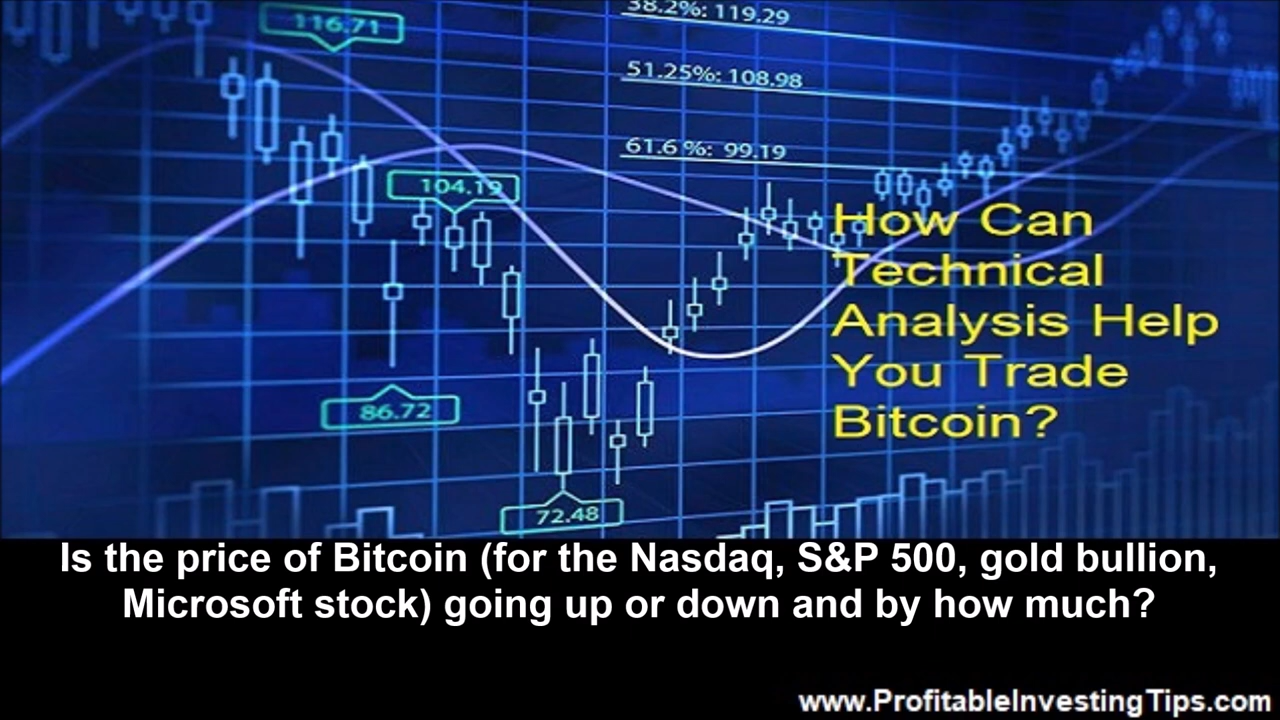 38.2%: 119.29
116.71
51.25%: 108.98
61.6 %: 99.19
104.19
How Can
Technical
Analysis Help
You Trade
Bitcoin?
86.72
72.48
Is the price of Bitcoin (for the Nasdaq, S&P 500, gold bullion,
Microsoft stock) going up or down and by how much?
www.ProfitableInvestingTips.com